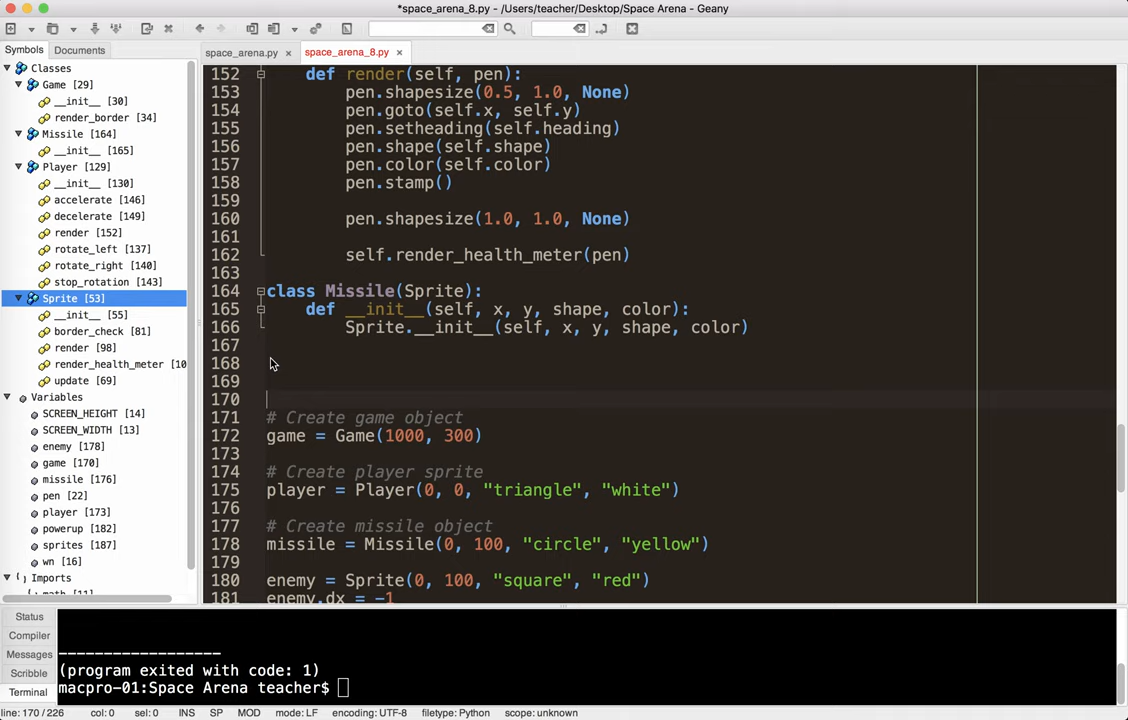 *space_arena_8.py - /Users/teacher/Desktop/Space Arena - Geany
Symbols Documents
space_arena.py
space_arena_8.py
Classes
Game [29]
__init__ [30]
render_border [34]
Missile [164]
__init__ [165]
Player [129]
__init__ [130]
accelerate [146]
decelerate [149]
render [152]
rotate_left [137]
rotate_right [140]
stop_rotation [143]
Sprite [53]
__init__ [55]
border_check [81]
render [98]
render_health_meter [10
update [69]
Variables
SCREEN_HEIGHT [14]
SCREEN_WIDTH [13]
enemy [178]
game [170]
missile [176]
pen [22]
player [173]
powerup [182]
sprites [187]
wn [16]
Imports
math [11]
152 def render(self, pen):
153 pen.shapesize(0.5, 1.0, None)
154 pen.goto(self.x, self.y)
155 pen.setheading(self.heading)
156 pen.shape(self.shape)
157 pen.color(self.color)
158 pen.stamp()
159
160 pen.shapesize(1.0, 1.0, None)
161
162 self.render_health_meter(pen)
163
164 class Missile(Sprite):
165 def __init__(self, x, y, shape, color):
166 Sprite.__init__(self, x, y, shape, color)
167
168
169
170
171 # Create game object
172 game = Game(1000, 300)
173
174 # Create player sprite
175 player = Player(0, 0, "triangle", "white")
176
177 # Create missile object
178 missile = Missile(0, 100, "circle", "yellow")
179
180 enemy = Sprite(0, 100, "square", "red")
181 enemy.dx = -1
Status
Compiler
Messages
Scribble
Terminal
------------------
(program exited with code: 1)
macpro-01:Space Arena teacher$
line: 170 / 226 col: 0 sel: 0 INS SP MOD mode: LF encoding: UTF-8 filetype: Python scope: unknown